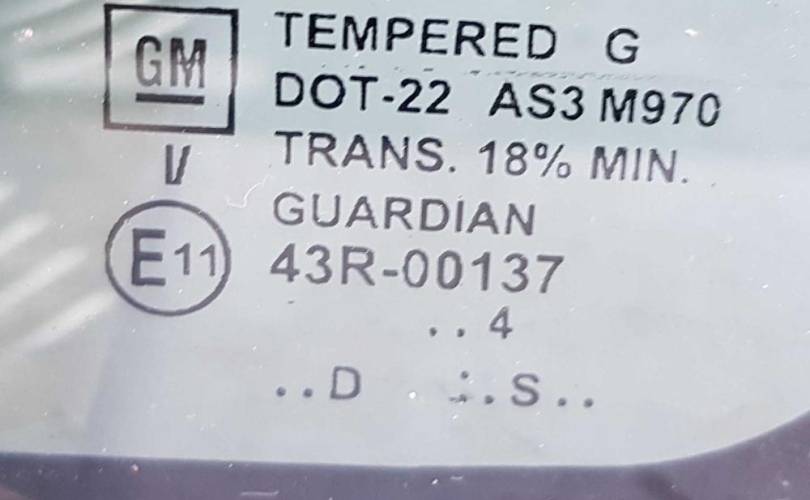 GM
TEMPERED G
DOT-22 AS3 M970
TRANS. 18% MIN.
V
GUARDIAN
E11
43R-00137
..4
..D .:.S..